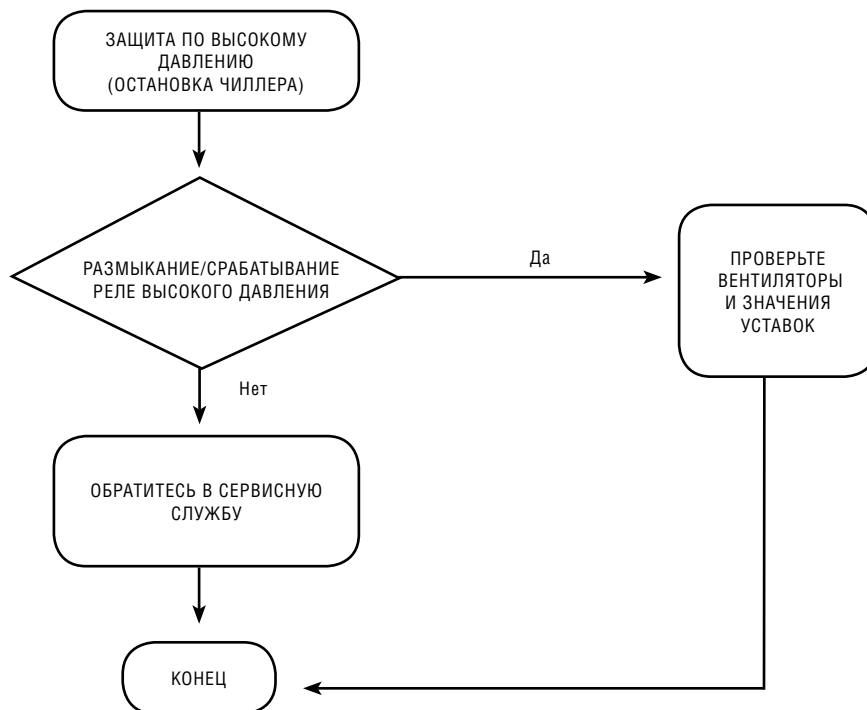 ЗАЩИТА ПО ВЫСОКОМУ
ДАВЛЕНИЮ
(ОСТАНОВКА ЧИЛЛЕРА)
РАЗМЫКАНИЕ/СРАБАТЫВАНИЕ
РЕЛЕ ВЫСОКОГО ДАВЛЕНИЯ
Да
ПРОВЕРЬТЕ
ВЕНТИЛЯТОРЫ
И ЗНАЧЕНИЯ
УСТАВОК
Нет
ОБРАТИТЕСЬ В СЕРВИСНУЮ
СЛУЖБУ
КОНЕЦ